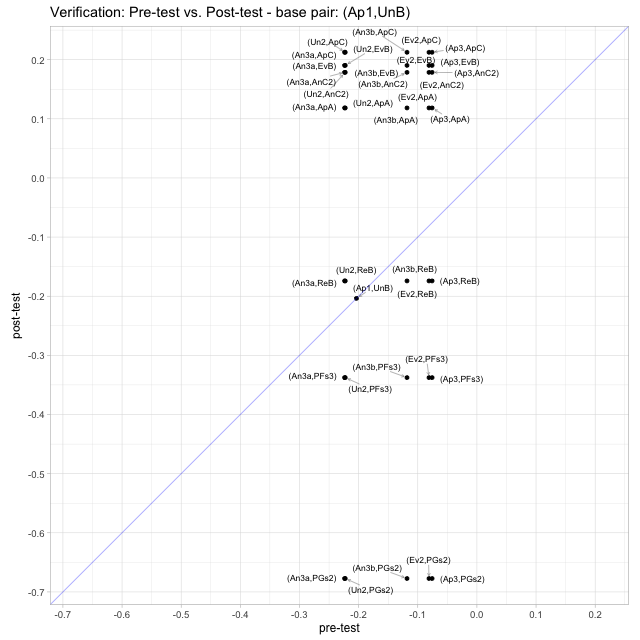 Verification: Pre-test vs. Post-test - base pair: (Ap1,UnB)
(An3b,ApC)
(Un2,ApC)
(Ev2,ApC)
(Un2,EvB)
(Ap3,ApC)
(An3a,ApC)
(Ev2,EvB)
(An3a,EvB)
(Ap3,EvB)
(An3b,EvB)
(Ap3,AnC2)
(An3a,AnC2)
(An3b,AnC2)
(Ev2,AnC2)
(Un2,AnC2)
(Ev2,ApA)
(Un2,ApA)
(An3a,ApA)
(An3b,ApA)
(Ap3,ApA)
(Un2,ReB)
(An3b,ReB)
(An3a,ReB)
(Ap3,ReB)
(Ap1,UnB)
(Ev2,ReB)
(Ev2,PFs3)
(An3b,PFs3)
(An3a,PFs3)
(Ap3,PFs3)
(Un2,PFs3)
(Ev2,PGs2)
(An3b,PGs2)
(An3a,PGs2)
(Ap3,PGs2)
(Un2,PGs2)
0.2
0.1
0.0
-0.1
-0.2
-0.3
-0.4
-0.5
-0.6
-0.7
post-test
-0.7 -0.6 -0.5 -0.4 -0.3 -0.2 -0.1 0.0 0.1 0.2
pre-test